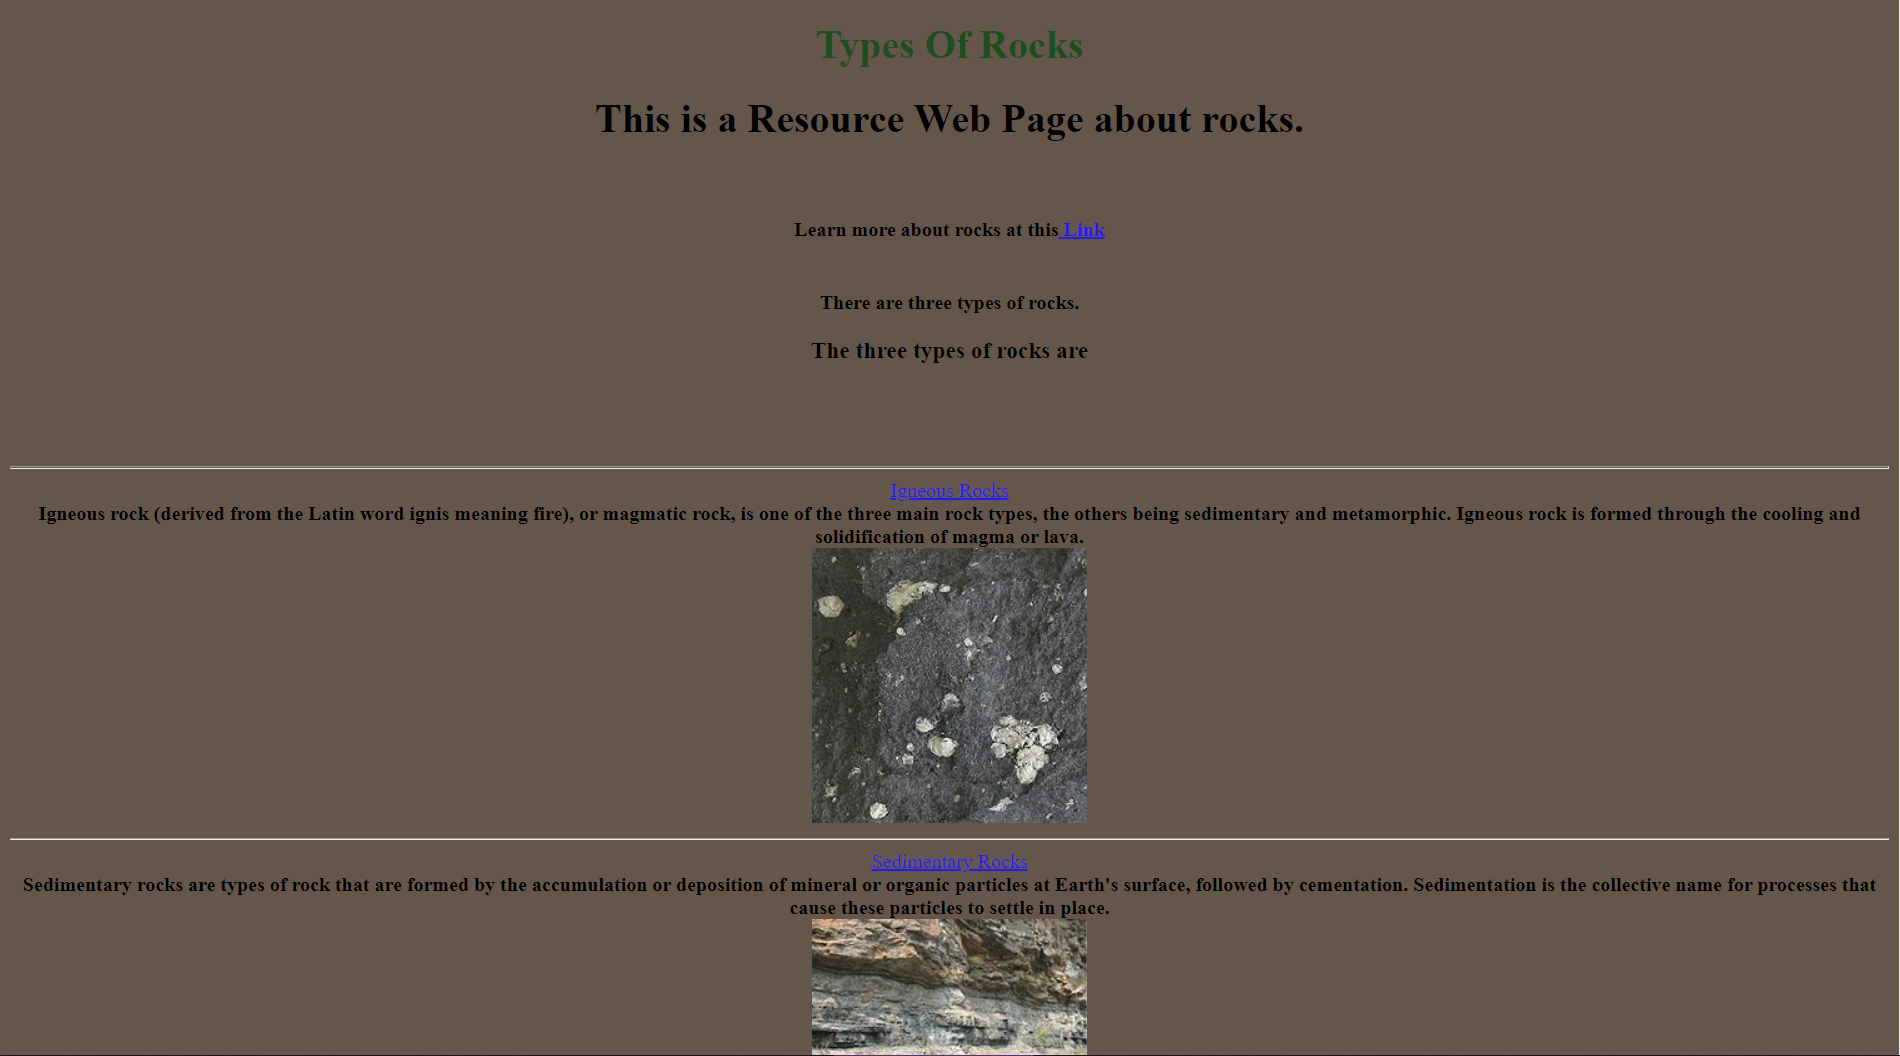 Types Of Rocks
This is a Resource Web Page about rocks.
Learn more about rocks at this Link
There are three types of rocks.
The three types of rocks are
Igneous Rocks
Igneous rock (derived from the Latin word ignis meaning fire), or magmatic rock, is one of the three main rock types, the others being sedimentary and metamorphic. Igneous rock is formed through the cooling and
solidification of magma or lava.
Sedimentary Rocks
Sedimentary rocks are types of rock that are formed by the accumulation or deposition of mineral or organic particles at Earth's surface, followed by cementation. Sedimentation is the collective name for processes that
cause these particles to settle in place.